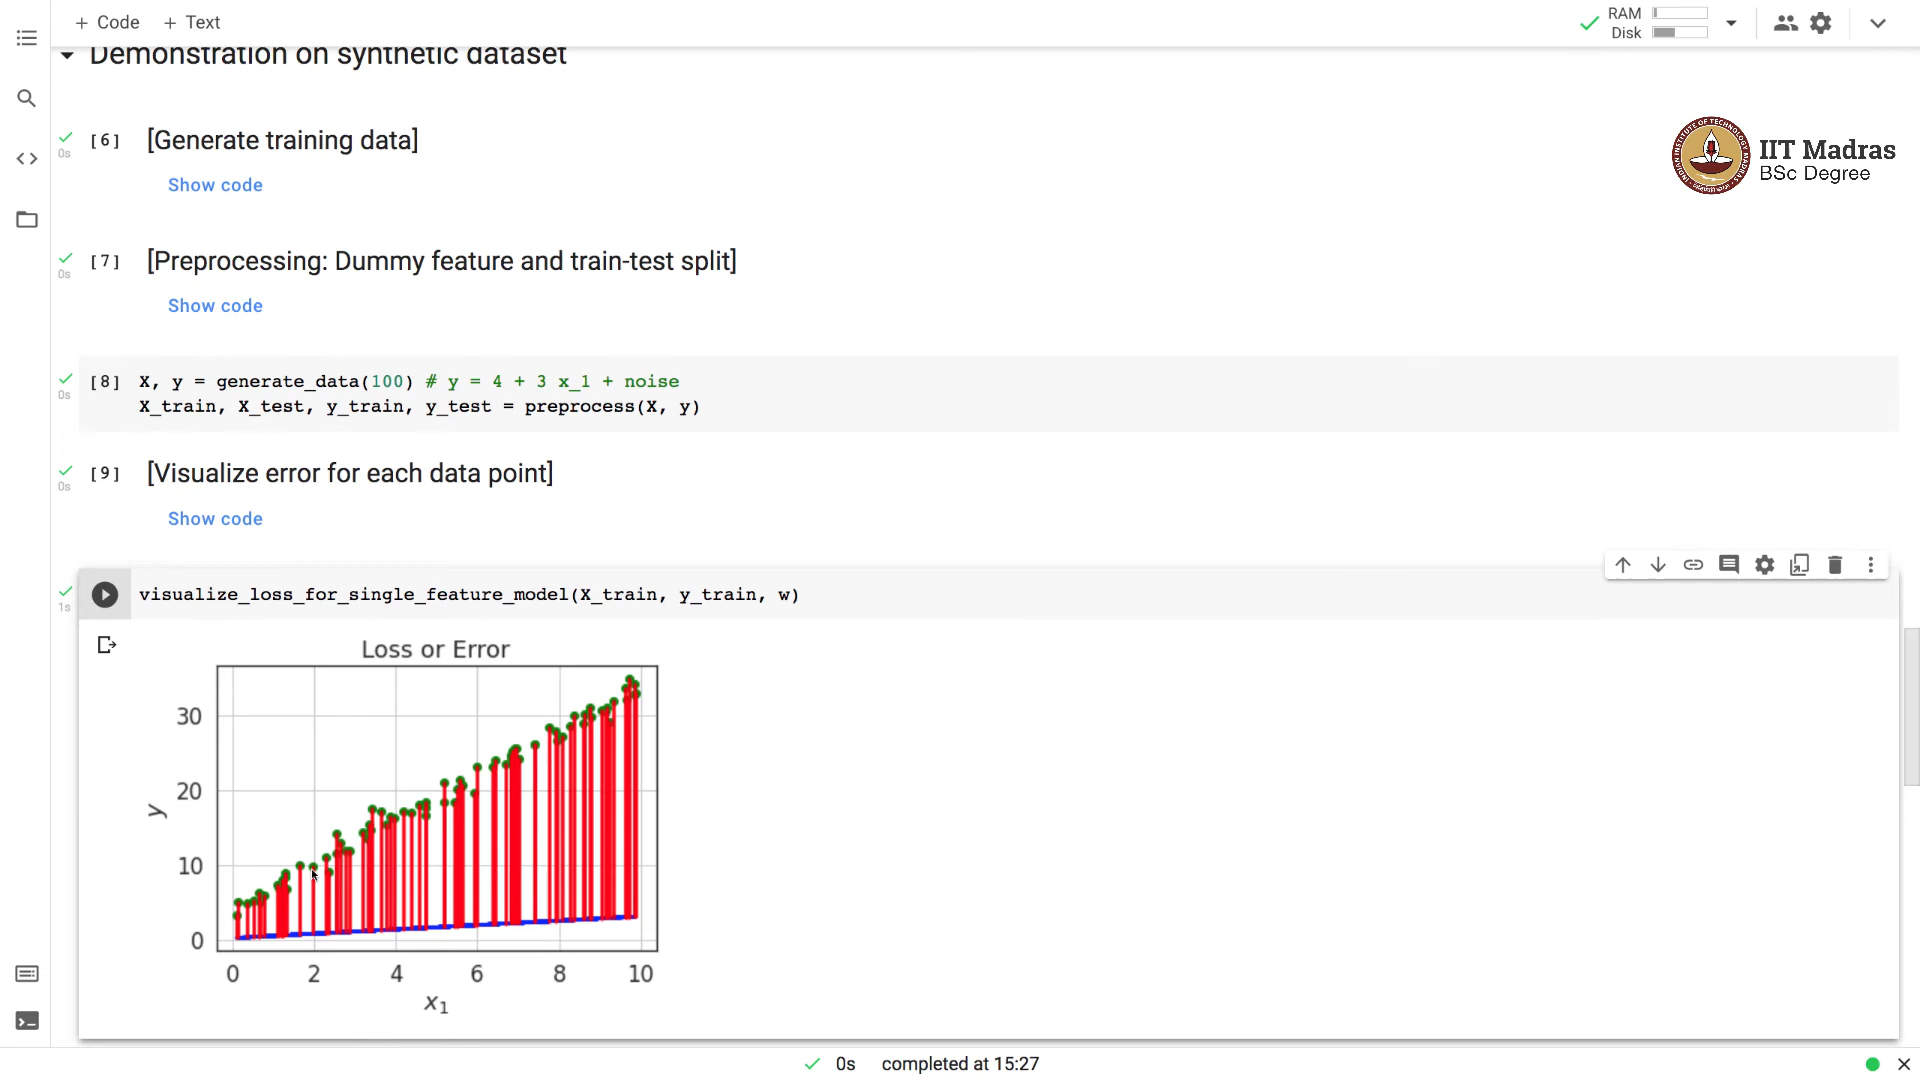 + Code + Text
RAM
Disk
Demonstration on synthetic dataset
[6] [Generate training data]
0s
Show code
IIT Madras
BSc Degree
[7] [Preprocessing: Dummy feature and train-test split]
0s
Show code
[8] X, y = generate_data(100) # y = 4 + 3 x_1 + noise
0s
X_train, X_test, y_train, y_test = preprocess(X, y)
[9] [Visualize error for each data point]
0s
Show code
visualize_loss_for_single_feature_model(X_train, y_train, w)
1s
Loss or Error
30
20
y
10
0
0 2 4 6 8 10
x1
0s completed at 15:27